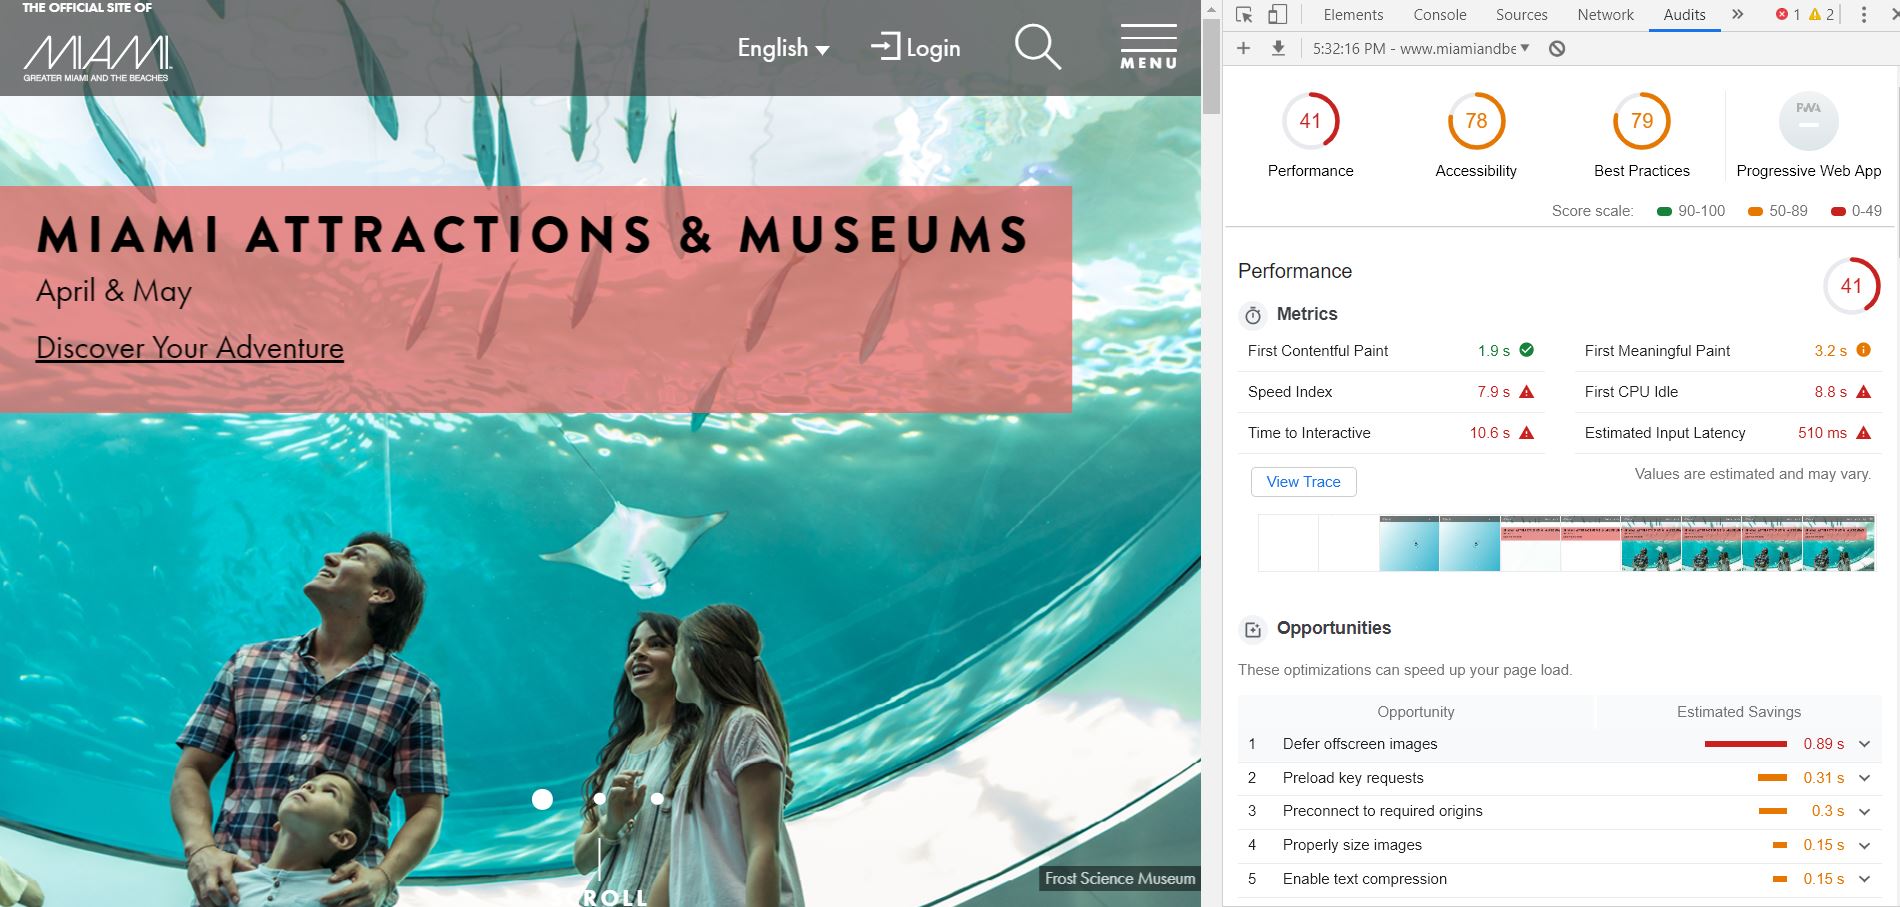 THE OFFICIAL SITE OF
MIAMI
GREATER MIAMI AND THE BEACHES
English
Login
MENU
MIAMI ATTRACTIONS & MUSEUMS
April & May
Discover Your Adventure
SCROLL
Frost Science Museum
Elements Console Sources Network Audits 1 2
5:32:16 PM - www.miamiandbe
41 78 79 PWA
Performance Accessibility Best Practices Progressive Web App
Score scale: 90-100 50-89 0-49
Performance 41
Metrics
First Contentful Paint 1.9 s First Meaningful Paint 3.2 s
Speed Index 7.9 s First CPU Idle 8.8 s
Time to Interactive 10.6 s Estimated Input Latency 510 ms
View Trace Values are estimated and may vary.
Opportunities
These optimizations can speed up your page load.
Opportunity Estimated Savings
1 Defer offscreen images 0.89 s
2 Preload key requests 0.31 s
3 Preconnect to required origins 0.3 s
4 Properly size images 0.15 s
5 Enable text compression 0.15 s